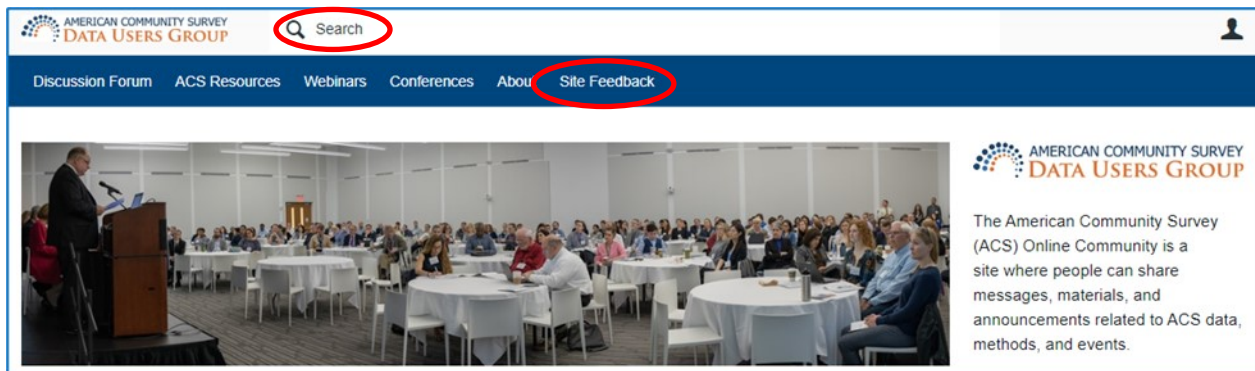 AMERICAN COMMUNITY SURVEY
DATA USERS GROUP
Search
Discussion Forum ACS Resources Webinars Conferences About Site Feedback
AMERICAN COMMUNITY SURVEY
DATA USERS GROUP
The American Community Survey
(ACS) Online Community is a
site where people can share
messages, materials, and
announcements related to ACS data,
methods, and events.